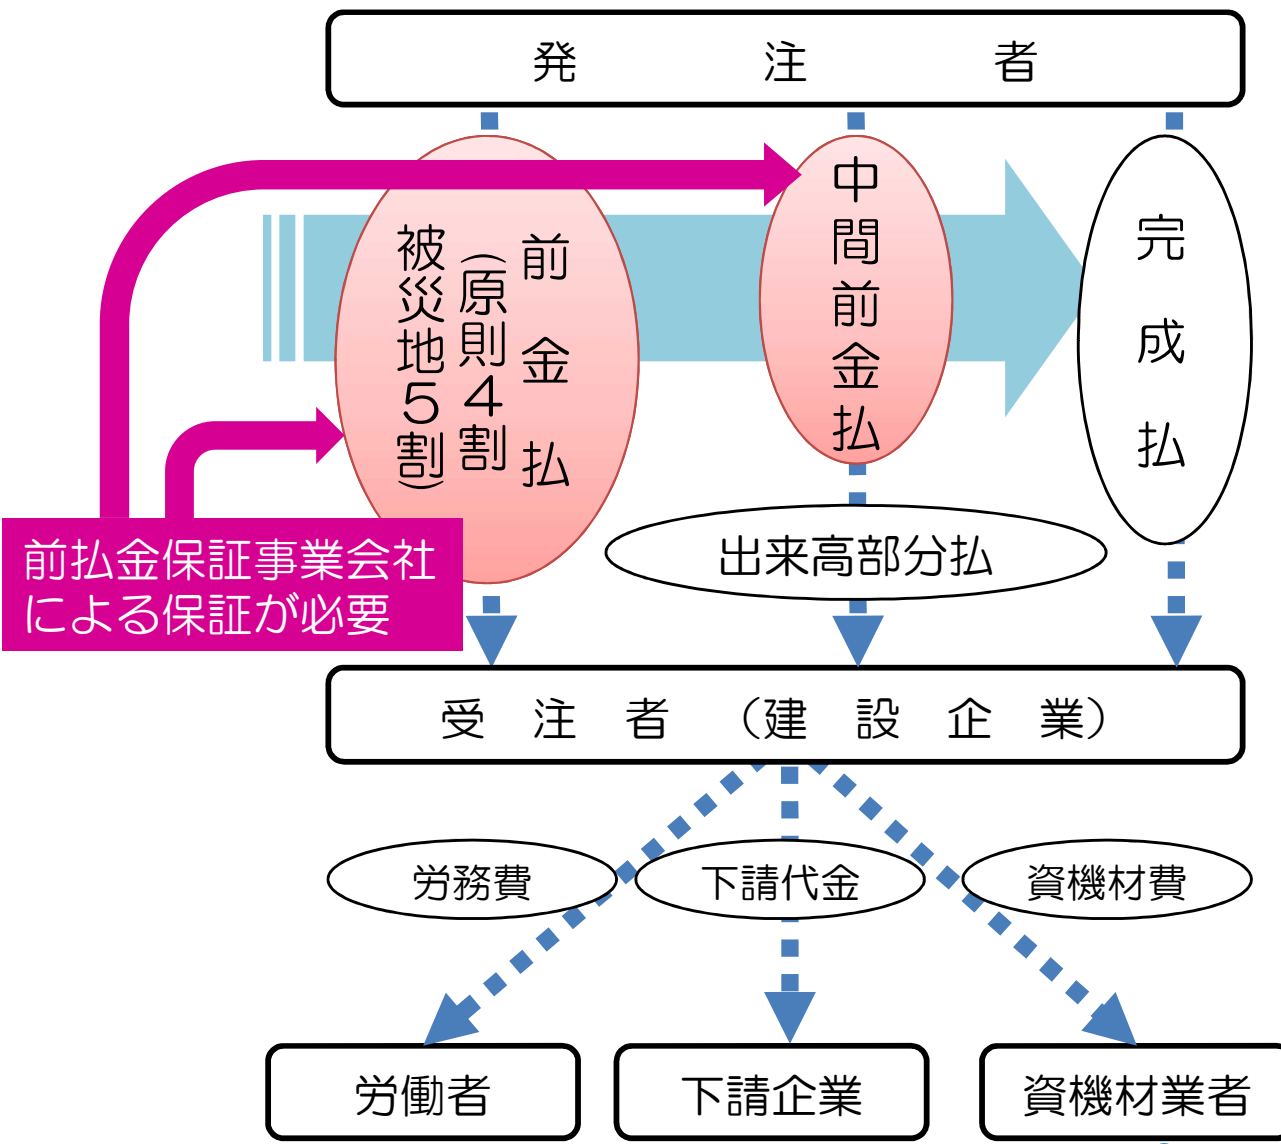 発注者
前金払
（原則４割
被災地５割）
中間前金払
完成払
出来高部分払
前払金保証事業会社
による保証が必要
受注者（建設企業）
労務費
下請代金
資機材費
労働者
下請企業
資機材業者